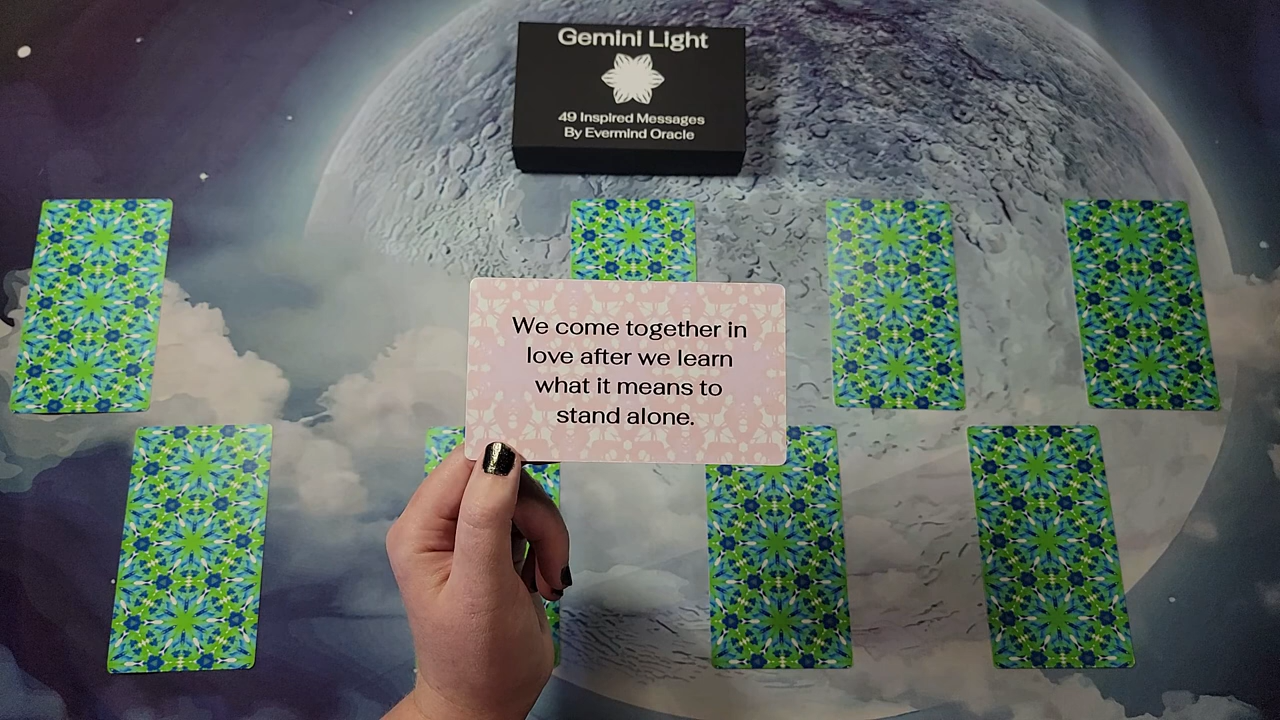 Gemini Light
49 Inspired Messages
By Evermind Oracle
We come together in
love after we learn
what it means to
stand alone.